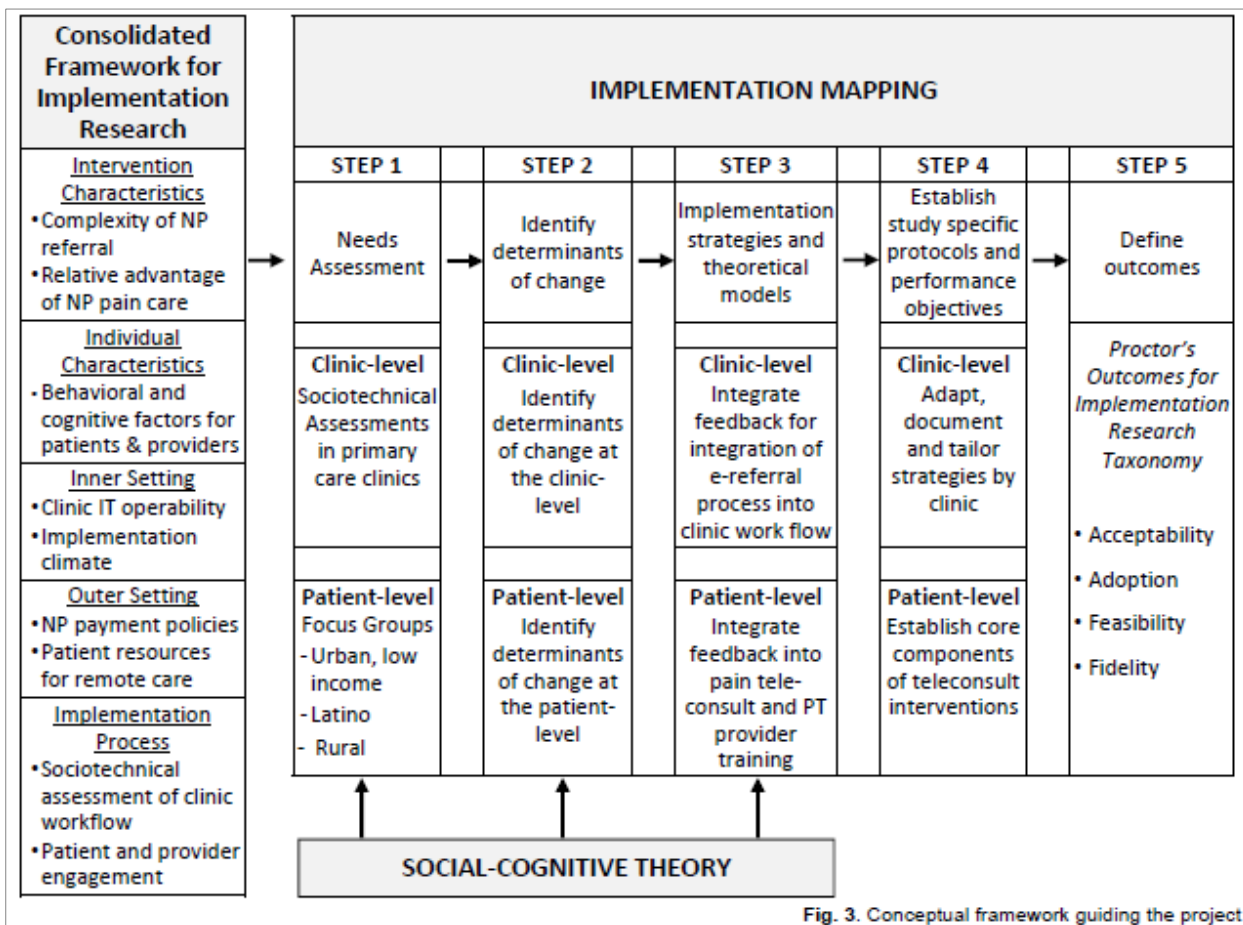 Consolidated
Framework for
Implementation
Research
Intervention
Characteristics
•Complexity of NP
referral
•Relative advantage
of NP pain care
Individual
Characteristics
- Behavioral and
cognitive factors for
patients & providers
Inner Setting
•Clinic IT operability
•Implementation
climate
Outer Setting
•NP payment policies
•Patient resources
for remote care
Implementation
Process
•Sociotechnical
assessment of clinic
workflow
•Patient and provider
engagement
IMPLEMENTATION MAPPING
STEP 1
Needs
Assessment
Clinic-level
Sociotechnical
Assessments
in primary
care clinics
Patient-level
Focus Groups
- Urban, low
income
- Latino
- Rural
STEP 2
Identify
determinants
of change
Clinic-level
Identify
determinants of
change at
the clinic-
level
Patient-level
Identify
determinants
of change at
the patient-
level
STEP 3
Implementation
strategies and
theoretical
models
Clinic-level
Integrate
feedback for
integration of
e-referral
process into
clinic work flow
Patient-level
Integrate
feedback into
pain tele-
consult and PT
provider
training
STEP 4
Establish
study specific
protocols and
performance
objectives
Clinic-level
Adapt,
document
and tailor
strategies by
clinic
Patient-level
Establish core
components
of teleconsult
interventions
STEP 5
Define
outcomes
Proctor's
Outcomes for
Implementation
Research
Taxonomy
• Acceptability
• Adoption
• Feasibility
• Fidelity
SOCIAL-COGNITIVE THEORY
Fig. 3. Conceptual framework guiding the project